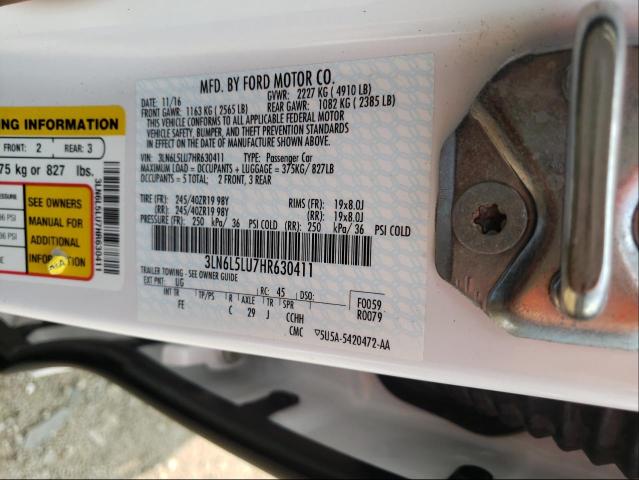 MFD. BY FORD MOTOR CO.
11/16 GVWR: 2227 KG ( 4910 LB)
FRONT GAWR: 1163 KG ( 2565 LB) REAR GAWR: 1082 KG ( 2385 LB)
THIS VEHICLE CONFORMS TO ALL APPLICABLE FEDERAL MOTOR
VEHICLE SAFETY, BUMPER, AND THEFT PREVENTION STANDARDS IN EFFECT ON THE
DATE OF MANUFACTURE SHOWN ABOVE.
VIN: 3LN6L5LU7HR630411 TYPE: Passenger Car
MAXIMUM LOAD = OCCUPANTS + LUGGAGE = 375KG/ 827LB
OCCUPANTS = 5 TOTAL: 2 FRONT, 3 REAR
TIRE (FR): 245/40ZR19 98Y RIMS (FR): 19x8.0J
(RR): 245/40ZR19 98Y (RR): 19x8.0J
PRESSURE (FR): 250 kPa/ 36 PSI COLD (RR): 250 kPa/ 36 PSI COLD
3LN6L5LU7HR630411
TRAILER TOWING - SEE OWNER GUIDE
EXT PNT: UG RC: 45 DSO: F0059
INT TR TP/PS R AXLE TR SPR R0079
FE C 29 J CCHH
CMC ▽5U5A-5420472-AA
ING INFORMATION
FRONT: 2 REAR: 3
75 kg or 827 lbs.
SEE OWNERS
MANUAL FOR
ADDITIONAL
INFORMATION
PSI
PSI
N/A
3LN6L5LU7HR630411